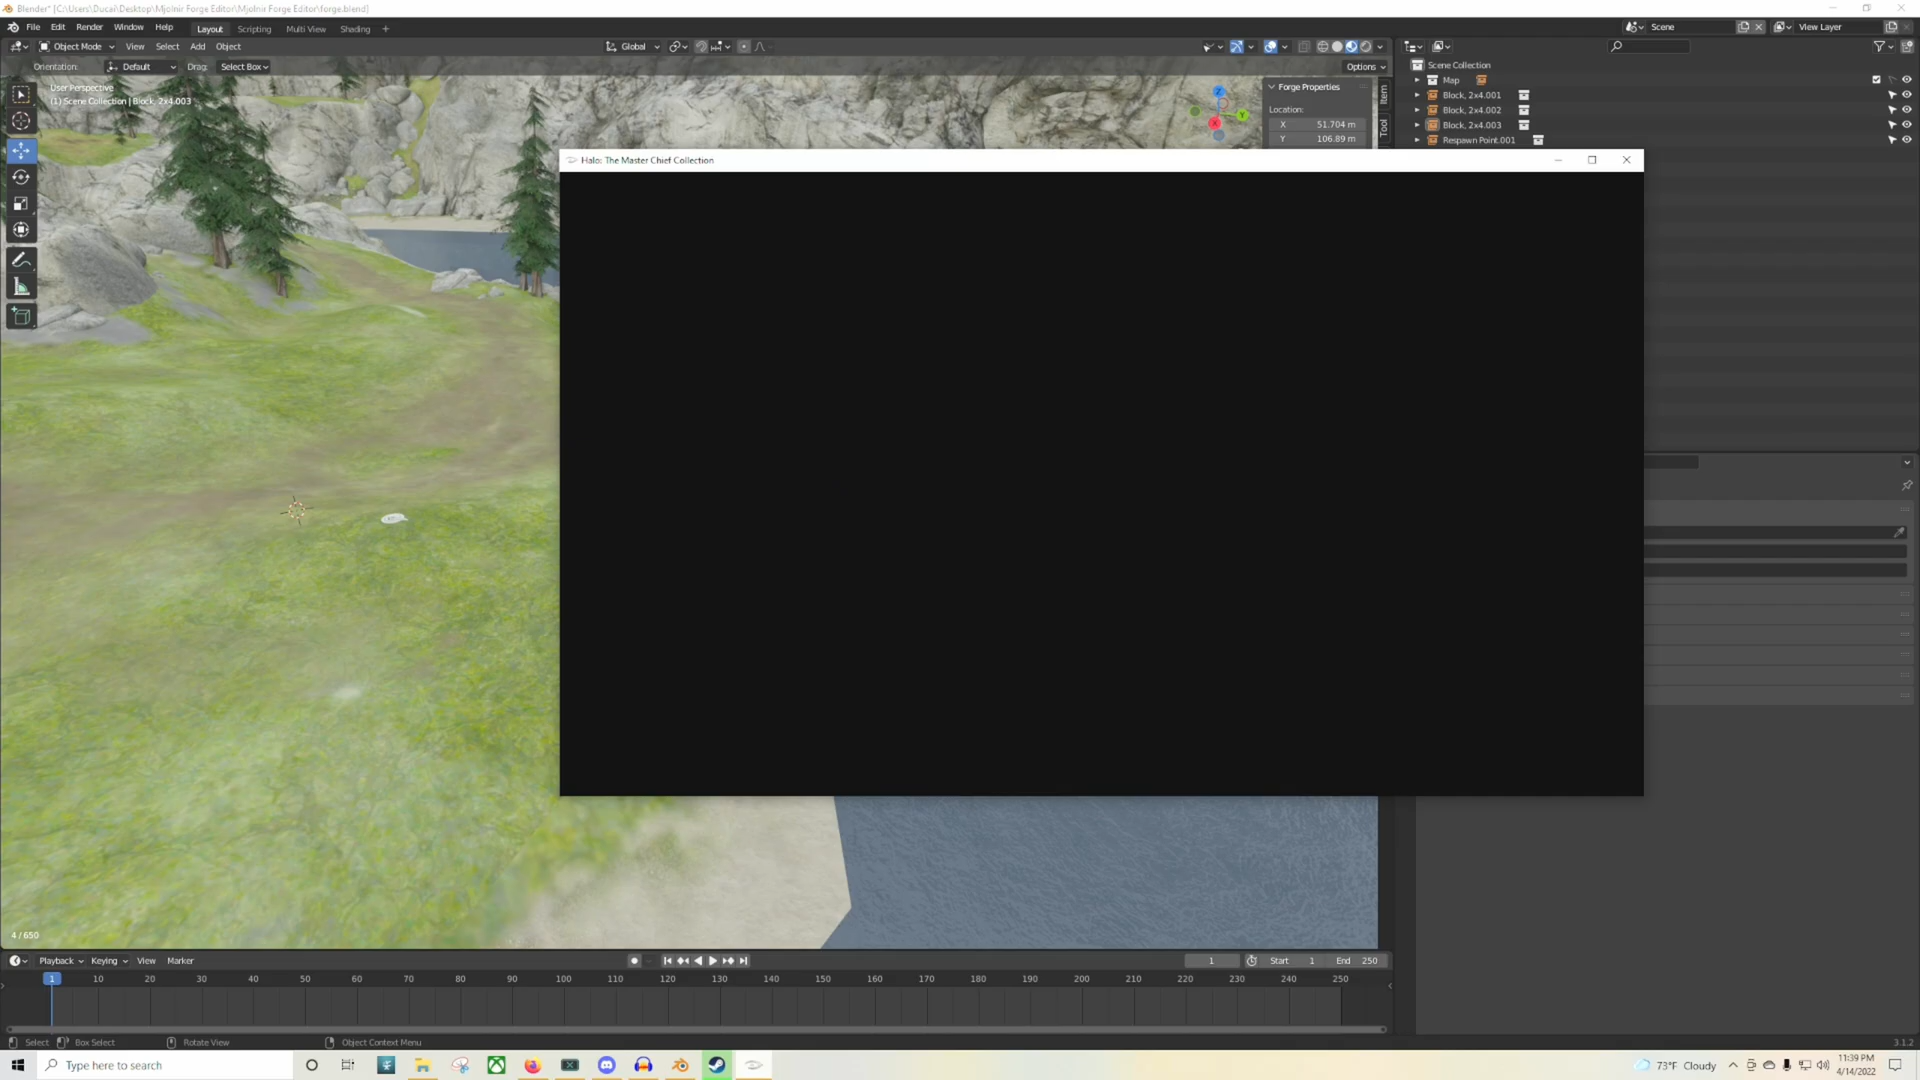 Blender* [C:\Users\Ducai\Desktop\Mjolnir Forge Editor\Mjolnir Forge Editor\forge.blend]
File Edit Render Window Help Layout Scripting Multi View Shading + Scene View Layer
Object Mode View Select Add Object Global
Orientation: Default Drag: Select Box Options
User Perspective
(1) Scene Collection | Block, 2x4.003
Forge Properties
Location:
X 51.704 m
Y 106.89 m
Item
Tool
Scene Collection
Map
Block, 2x4.001
Block, 2x4.002
Block, 2x4.003
Respawn Point.001
Halo: The Master Chief Collection
Z
Y
X
4 / 650
Playback Keying View Marker 1 Start 1 End 250
1 10 20 30 40 50 60 70 80 90 100 110 120 130 140 150 160 170 180 190 200 210 220 230 240 250
Select Box Select Rotate View Object Context Menu 3.1.2
Type here to search 73°F Cloudy 11:39 PM
4/14/2022